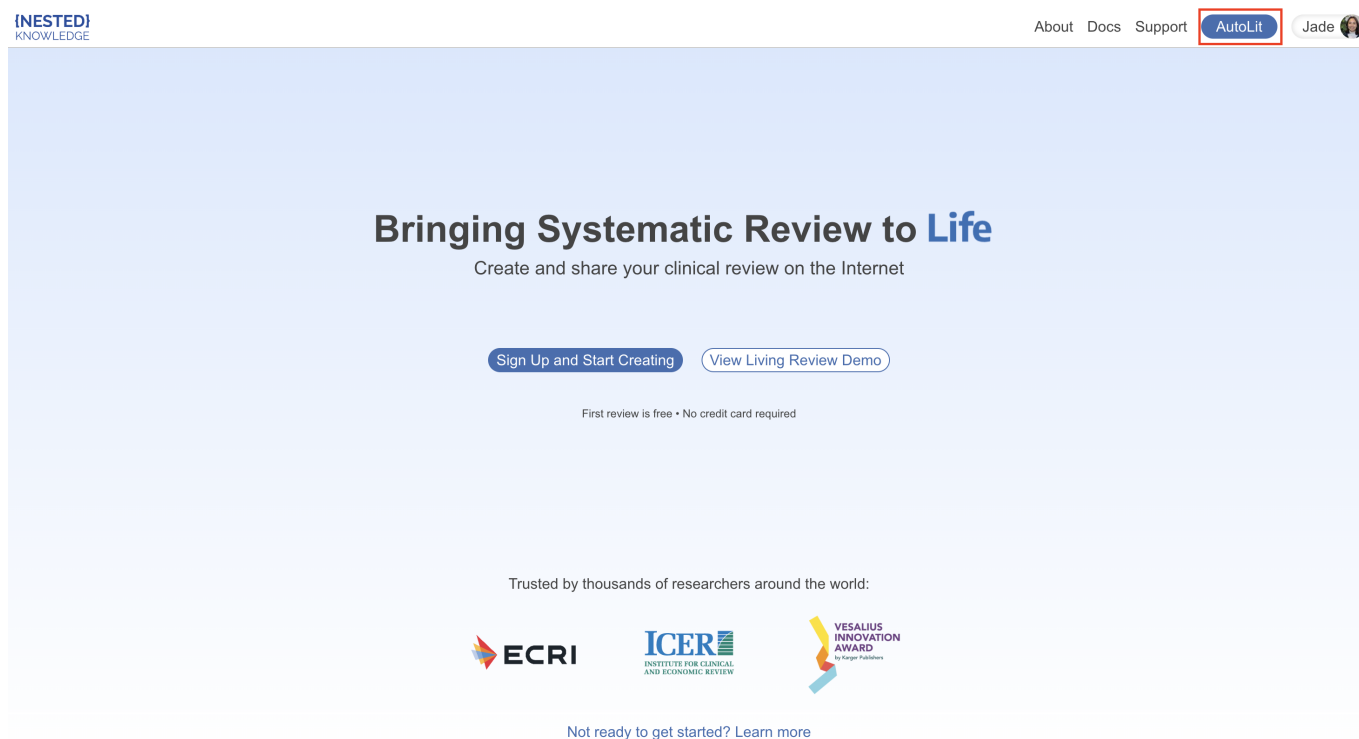 {NESTED}
KNOWLEDGE
About Docs Support AutoLit Jade
Bringing Systematic Review to Life
Create and share your clinical review on the Internet
Sign Up and Start Creating View Living Review Demo
First review is free • No credit card required
Trusted by thousands of researchers around the world:
ECRI
ICER
INSTITUTE FOR CLINICAL
AND ECONOMIC REVIEW
VESALIUS
INNOVATION
AWARD
by Karger Publishers
Not ready to get started? Learn more